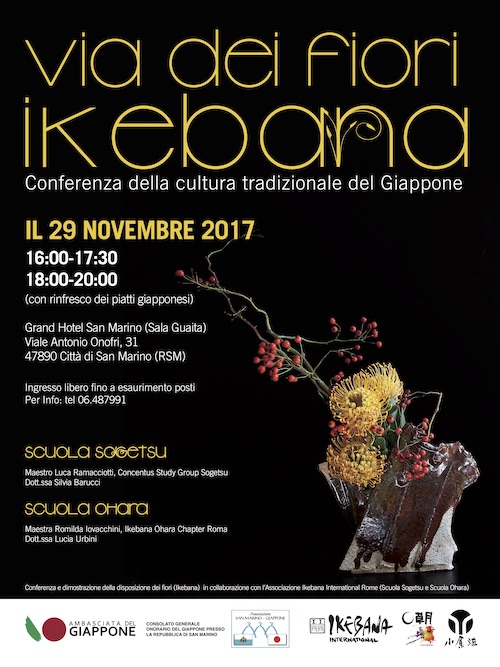 via dei fiori
ikebana
Conferenza della cultura tradizionale del Giappone
IL 29 NOVEMBRE 2017
16:00-17:30
18:00-20:00
(con rinfresco dei piatti giapponesi)
Grand Hotel San Marino (Sala Guaita)
Viale Antonio Onofri, 31
47890 Città di San Marino (RSM)
Ingresso libero fino a esaurimento posti
Per Info: tel 06.487991
SCUOLA SOGETSU
Maestro Luca Ramacciotti, Concentus Study Group Sogetsu
Dott.ssa Silvia Barucci
SCUOLA OHARA
Maestra Romilda Iovacchini, Ikebana Ohara Chapter Roma
Dott.ssa Lucia Urbini
Conferenza e dimostrazione della disposizione dei fiori (Ikebana) in collaborazione con l'Associazione Ikebana International Rome (Scuola Sogetsu e Scuola Ohara)
AMBASCIATA DEL
GIAPPONE
CONSOLATO GENERALE
ONORARIO DEL GIAPPONE PRESSO
LA REPUBBLICA DI SAN MARINO
Associazione
SAN MARINO - GIAPPONE
IKEBANA
INTERNATIONAL
草月
小原流